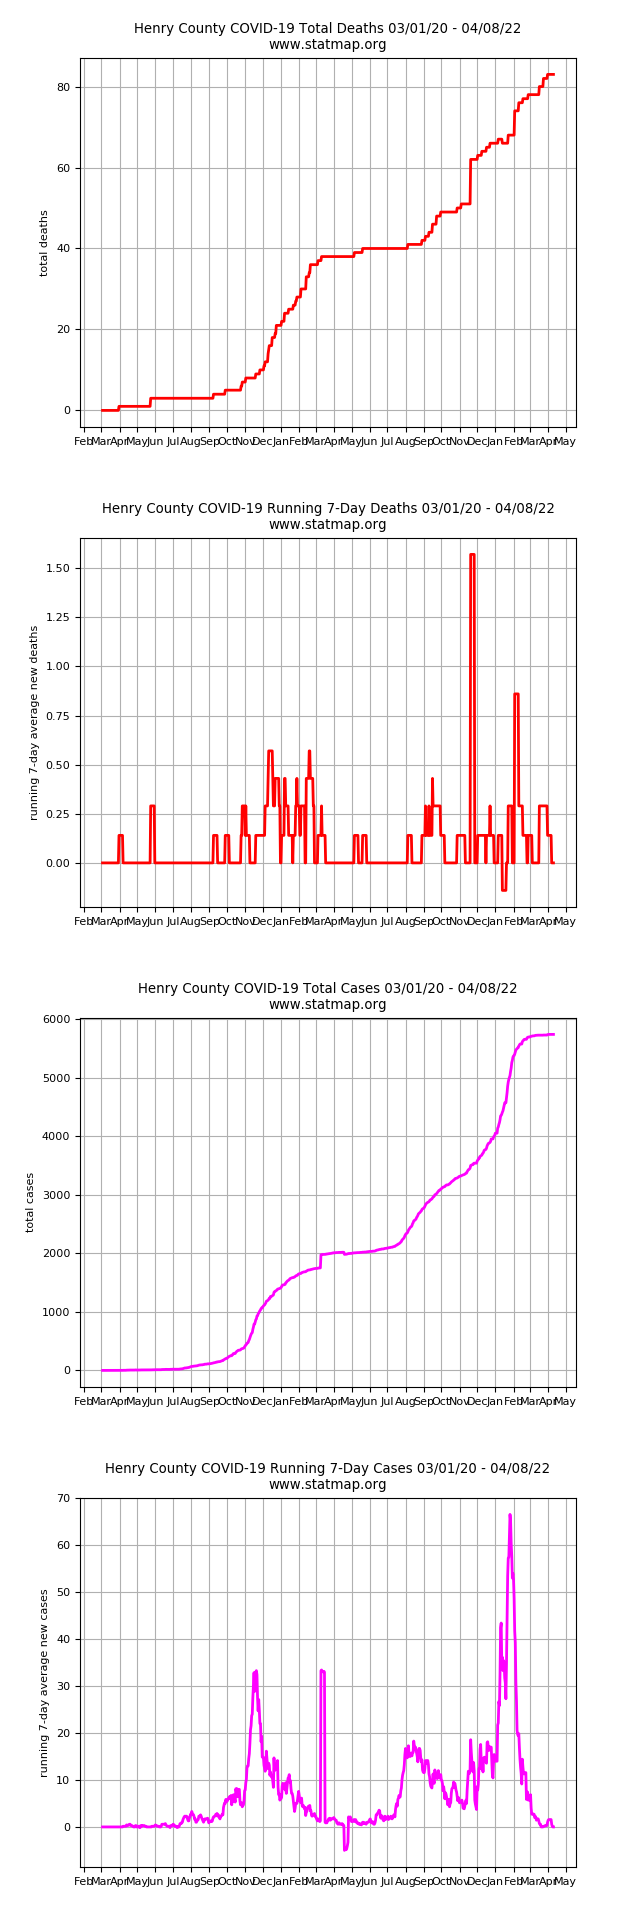 Henry County COVID-19 Total Deaths 03/01/20 - 04/08/22
www.statmap.org
80
60
40
20
0
total deaths
Feb Mar Apr May Jun Jul Aug Sep Oct Nov Dec Jan Feb Mar Apr May Jun Jul Aug Sep Oct Nov Dec Jan Feb Mar Apr May
Henry County COVID-19 Running 7-Day Deaths 03/01/20 - 04/08/22
www.statmap.org
1.50
1.25
1.00
0.75
0.50
0.25
0.00
running 7-day average new deaths
Feb Mar Apr May Jun Jul Aug Sep Oct Nov Dec Jan Feb Mar Apr May Jun Jul Aug Sep Oct Nov Dec Jan Feb Mar Apr May
Henry County COVID-19 Total Cases 03/01/20 - 04/08/22
www.statmap.org
6000
5000
4000
3000
2000
1000
0
total cases
Feb Mar Apr May Jun Jul Aug Sep Oct Nov Dec Jan Feb Mar Apr May Jun Jul Aug Sep Oct Nov Dec Jan Feb Mar Apr May
Henry County COVID-19 Running 7-Day Cases 03/01/20 - 04/08/22
www.statmap.org
70
60
50
40
30
20
10
0
running 7-day average new cases
Feb Mar Apr May Jun Jul Aug Sep Oct Nov Dec Jan Feb Mar Apr May Jun Jul Aug Sep Oct Nov Dec Jan Feb Mar Apr May